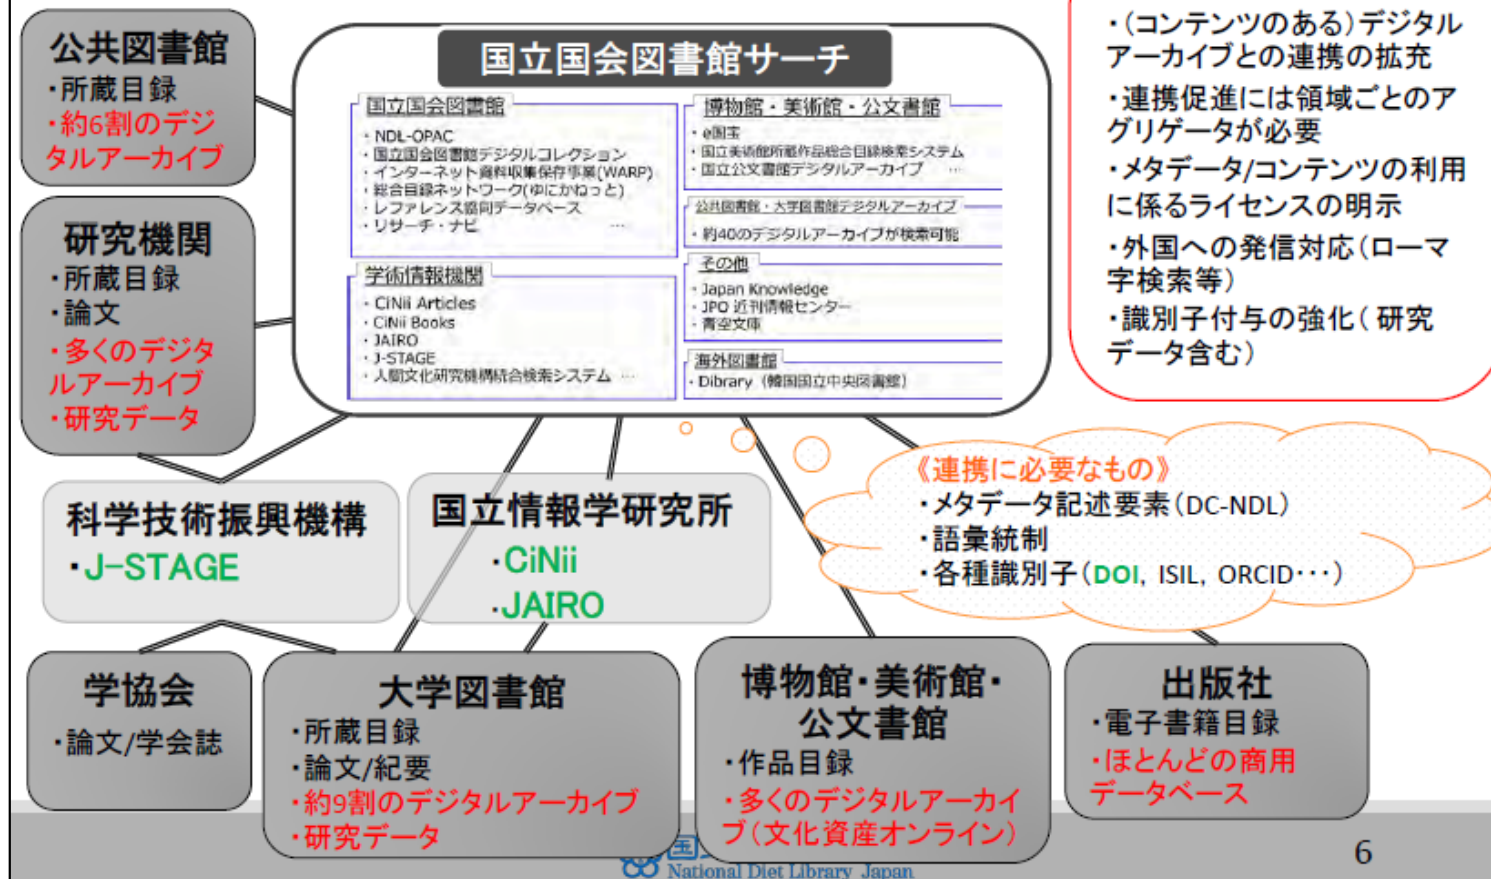 公共図書館
・所蔵目録
・約6割のデジ
タルアーカイブ
研究機関
・所蔵目録
・論文
・多くのデジタ
ルアーカイブ
・研究データ
国立国会図書館サーチ
国立国会図書館
・NDL-OPAC
・国立国会図書館デジタルコレクション
・インターネット資料収集保存事業(WARP)
・総合目録ネットワーク(ゆにかねっと)
・レファレンス協同データベース
・リサーチ・ナビ …
学術情報機関
・CiNii Articles
・CiNii Books
・JAIRO
・J-STAGE
・人間文化研究機構統合検索システム …
博物館・美術館・公文書館
・e国宝
・国立美術館所蔵作品総合目録検索システム
・国立公文書館デジタルアーカイブ …
公共図書館・大学図書館デジタルアーカイブ
・約40のデジタルアーカイブが検索可能
その他
・Japan Knowledge
・JPO 近刊情報センター
・青空文庫
海外図書館
・Dibrary（韓国国立中央図書館）
・（コンテンツのある）デジタル
アーカイブとの連携の拡充
・連携促進には領域ごとのア
グリゲータが必要
・メタデータ/コンテンツの利用
に係るライセンスの明示
・外国への発信対応（ローマ
字検索等）
・識別子付与の強化（ 研究
データ含む）
《連携に必要なもの》
・メタデータ記述要素（DC-NDL）
・語彙統制
・各種識別子（DOI, ISIL, ORCID・・・）
科学技術振興機構
・J-STAGE
国立情報学研究所
・CiNii
・JAIRO
学協会
・論文/学会誌
大学図書館
・所蔵目録
・論文/紀要
・約9割のデジタルアーカイブ
・研究データ
博物館・美術館・
公文書館
・作品目録
・多くのデジタルアーカイ
ブ（文化資産オンライン）
出版社
・電子書籍目録
・ほとんどの商用
データベース
National Diet Library, Japan
6